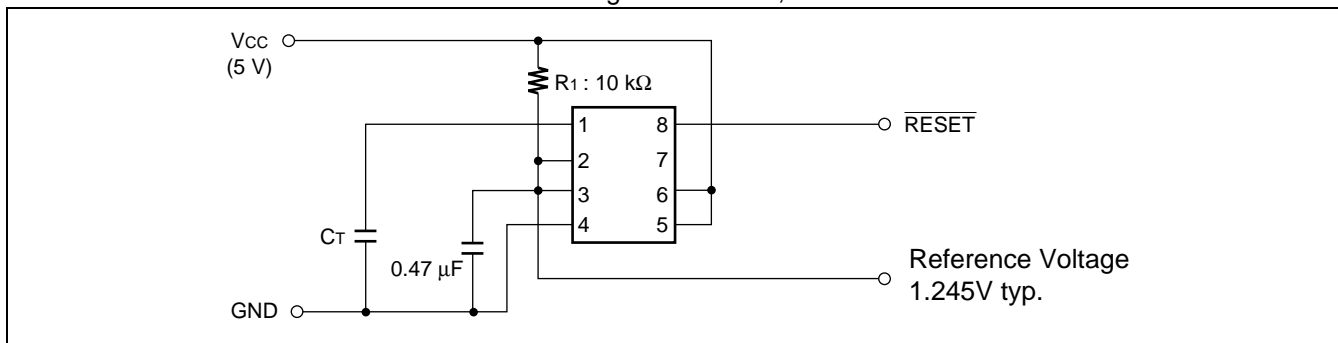 VCC
(5 V)
R1 : 10 kΩ
1 8
2 7
3 6
4 5
RESET
CT
0.47 μF
Reference Voltage
1.245V typ.
GND